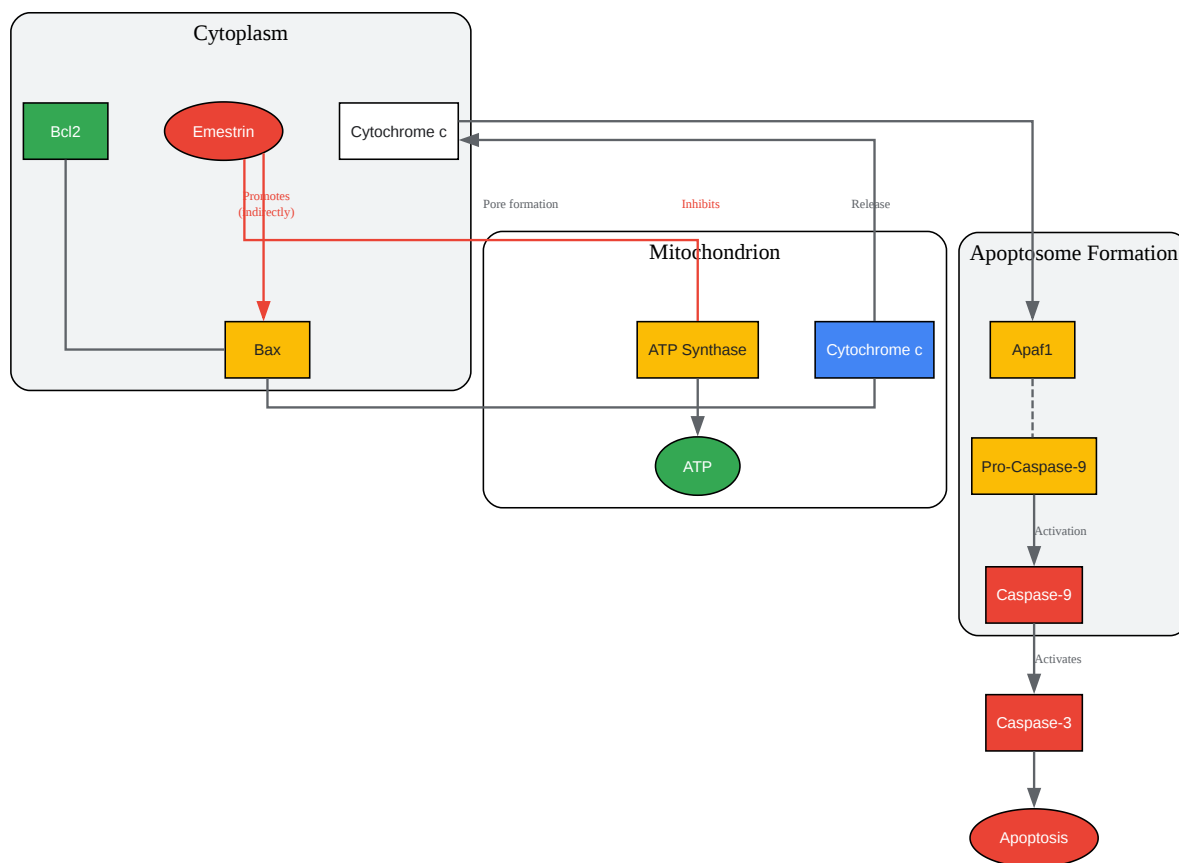 Cytoplasm
Bcl2
Emestrin
Cytochrome c
Promotes
(indirectly)
Pore formation
Inhibits
Release
Mitochondrion
Apoptosome Formation
Bax
ATP Synthase
Cytochrome c
Apaf1
ATP
Pro-Caspase-9
Activation
Caspase-9
Activates
Caspase-3
Apoptosis